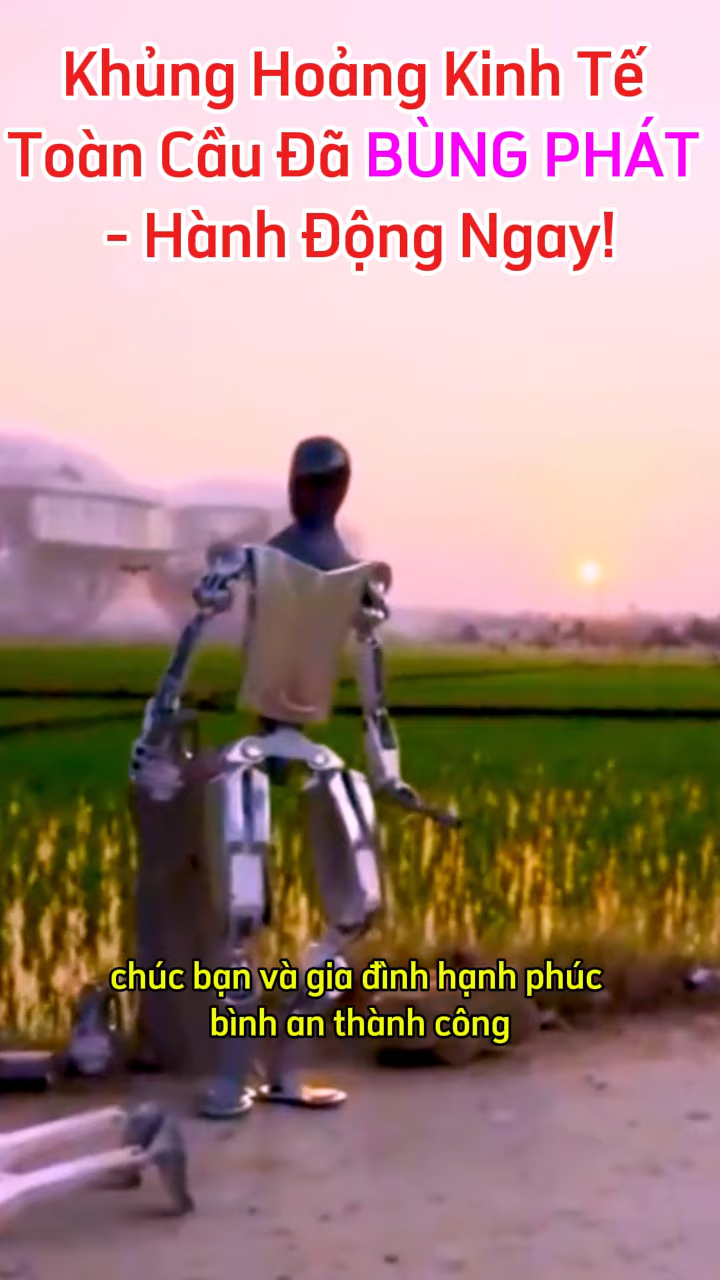 Khủng Hoảng Kinh Tế
Toàn Cầu Đã BÙNG PHÁT
- Hành Động Ngay!
chúc bạn và gia đình hạnh phúc
bình an thành công